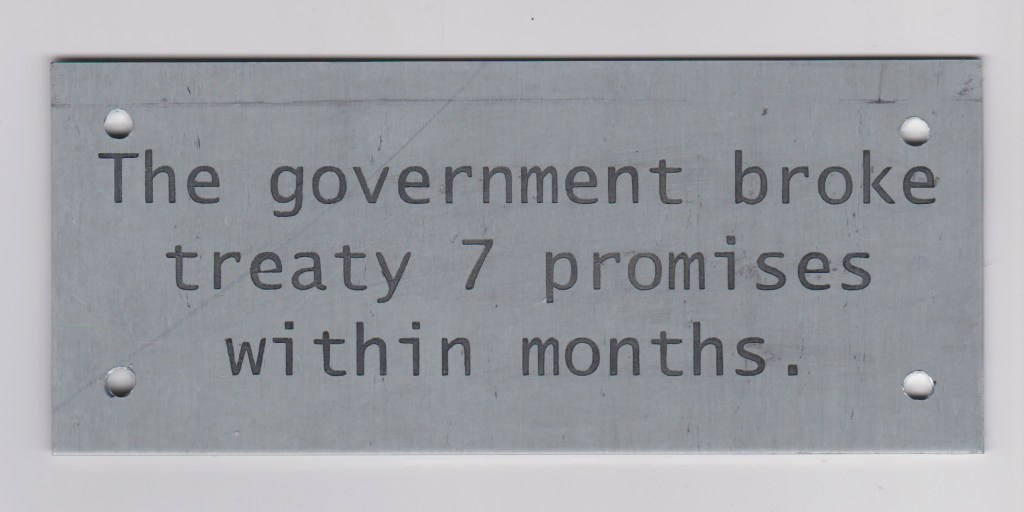 The government broke
treaty 7 promises
within months.